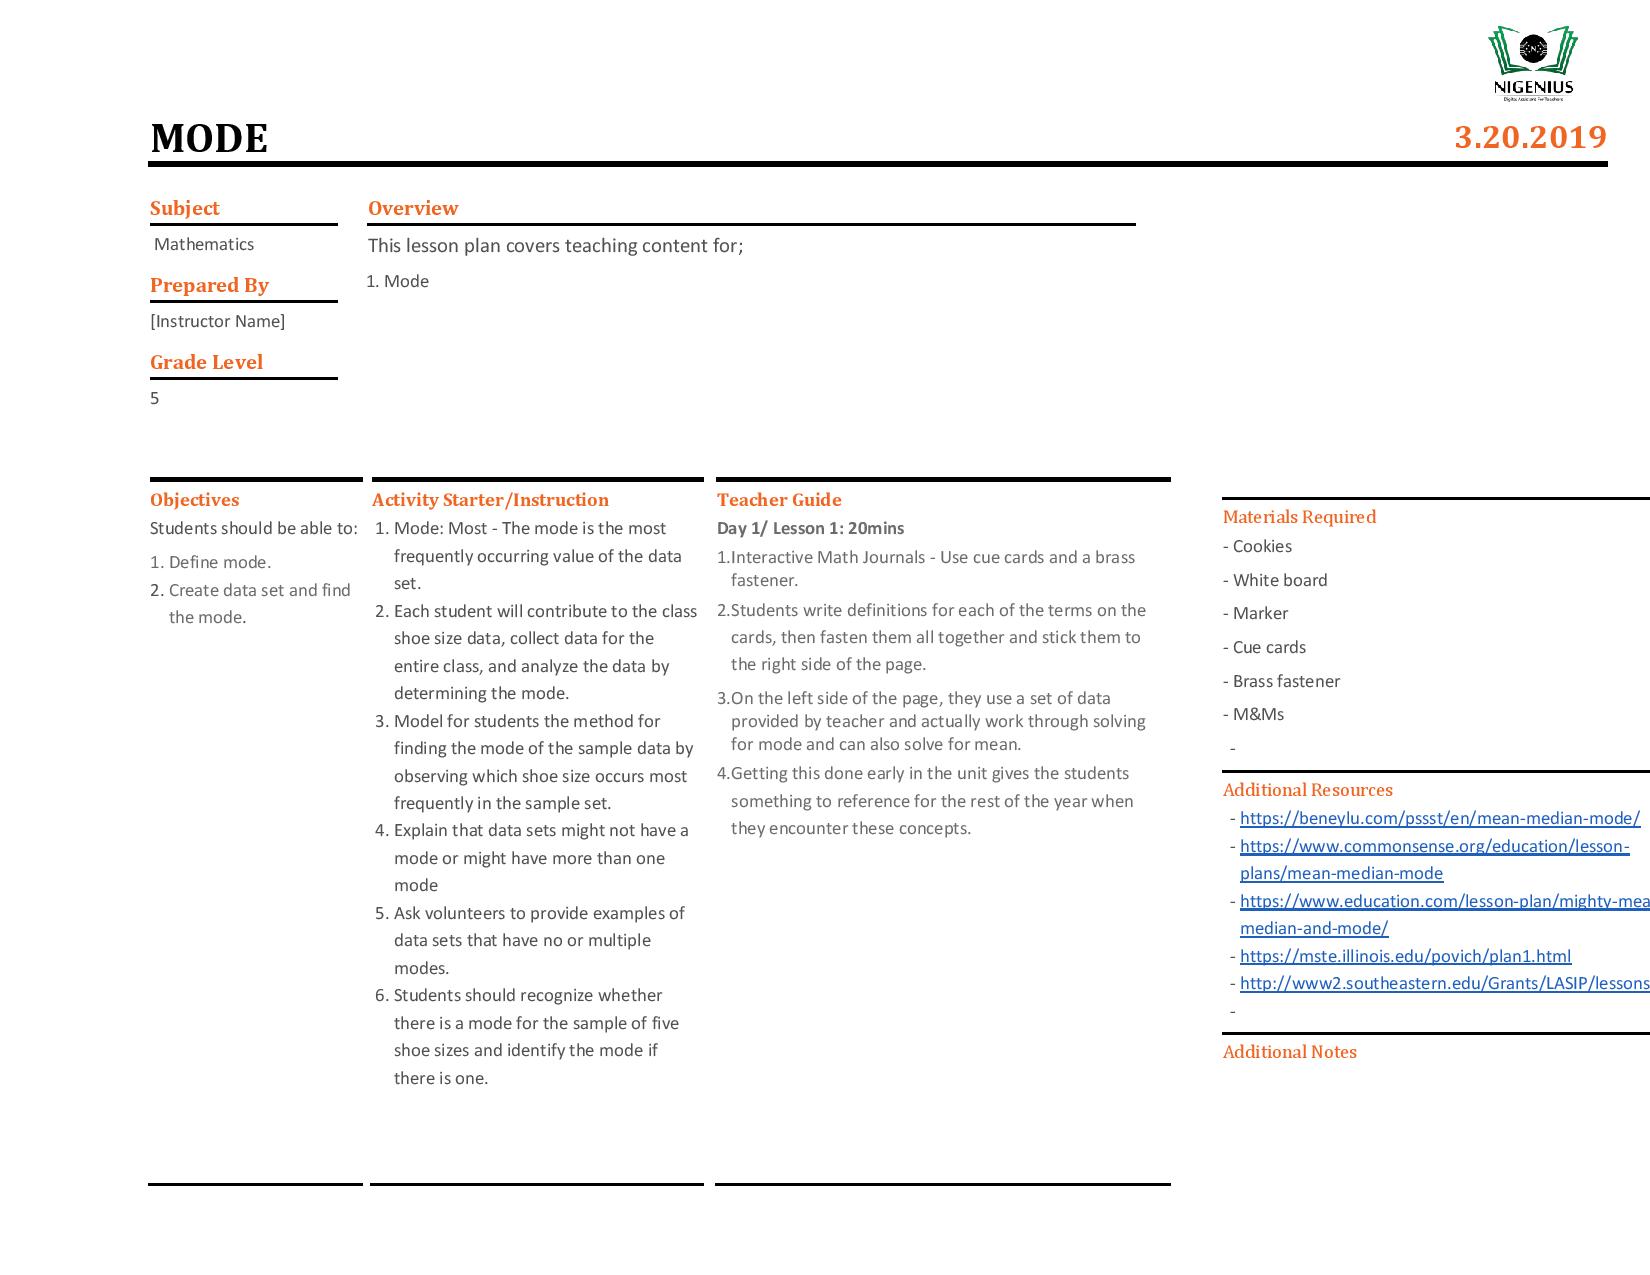 NIGENIUS
Digital Assistant For Teachers
MODE
3.20.2019
Subject
Mathematics
Prepared By
[Instructor Name]
Grade Level
5
Overview
This lesson plan covers teaching content for;
1. Mode
Objectives
Students should be able to:
1. Define mode.
2. Create data set and find
the mode.
Activity Starter/Instruction
1. Mode: Most - The mode is the most
frequently occurring value of the data
set.
2. Each student will contribute to the class
shoe size data, collect data for the
entire class, and analyze the data by
determining the mode.
3. Model for students the method for
finding the mode of the sample data by
observing which shoe size occurs most
frequently in the sample set.
4. Explain that data sets might not have a
mode or might have more than one
mode
5. Ask volunteers to provide examples of
data sets that have no or multiple
modes.
6. Students should recognize whether
there is a mode for the sample of five
shoe sizes and identify the mode if
there is one.
Teacher Guide
Day 1/ Lesson 1: 20mins
1.Interactive Math Journals - Use cue cards and a brass
fastener.
2.Students write definitions for each of the terms on the
cards, then fasten them all together and stick them to
the right side of the page.
3.On the left side of the page, they use a set of data
provided by teacher and actually work through solving
for mode and can also solve for mean.
4.Getting this done early in the unit gives the students
something to reference for the rest of the year when
they encounter these concepts.
Materials Required
- Cookies
- White board
- Marker
- Cue cards
- Brass fastener
- M&Ms
-
Additional Resources
- https://beneylu.com/pssst/en/mean-median-mode/
- https://www.commonsense.org/education/lesson-
plans/mean-median-mode
- https://www.education.com/lesson-plan/mighty-mea
median-and-mode/
- https://mste.illinois.edu/povich/plan1.html
- http://www2.southeastern.edu/Grants/LASIP/lessons
-
Additional Notes